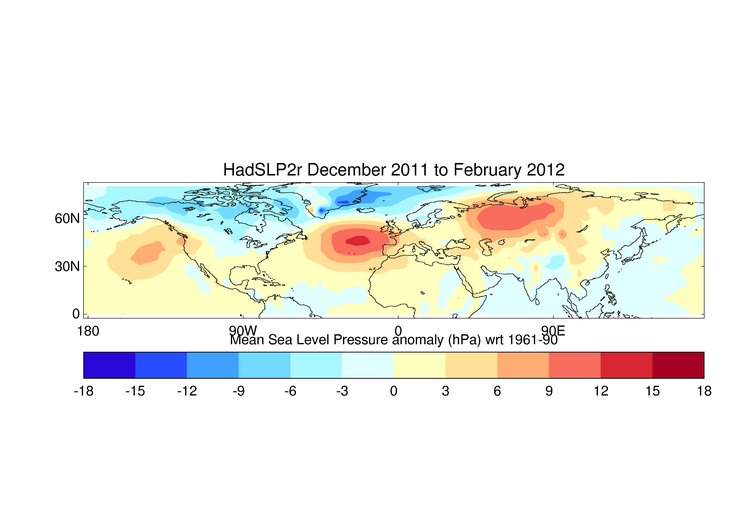 HadSLP2r December 2011 to February 2012
60N
30N
0
180 90W 0 90E
Mean Sea Level Pressure anomaly (hPa) wrt 1961-90
-18 -15 -12 -9 -6 -3 0 3 6 9 12 15 18